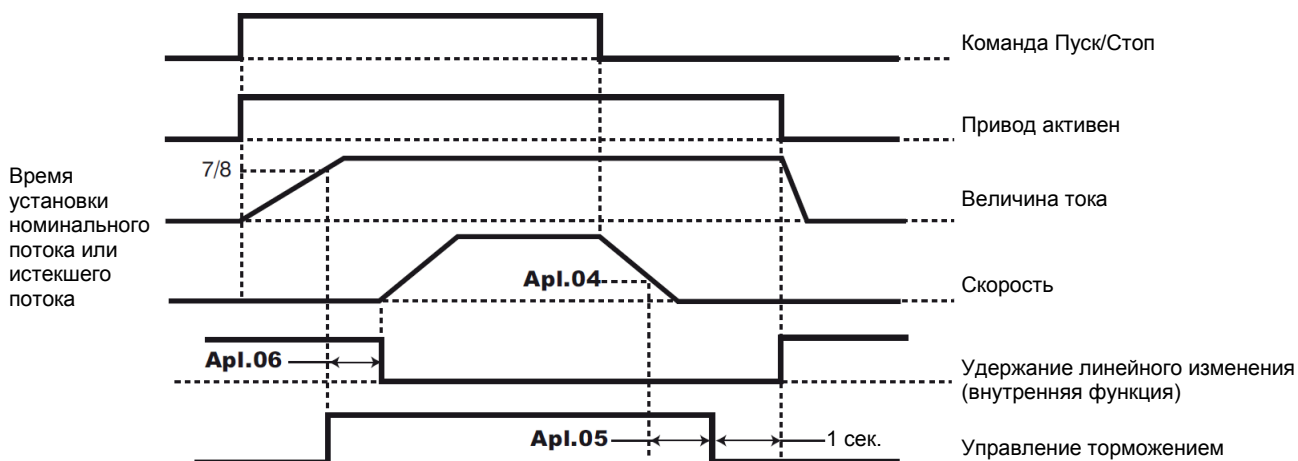 Команда Пуск/Стоп
Привод активен
7/8
Время
установки
номинального
потока или
истекшего
потока
Величина тока
Apl.04
Скорость
Apl.06
Удержание линейного изменения
(внутренняя функция)
Apl.05
1 сек.
Управление торможением